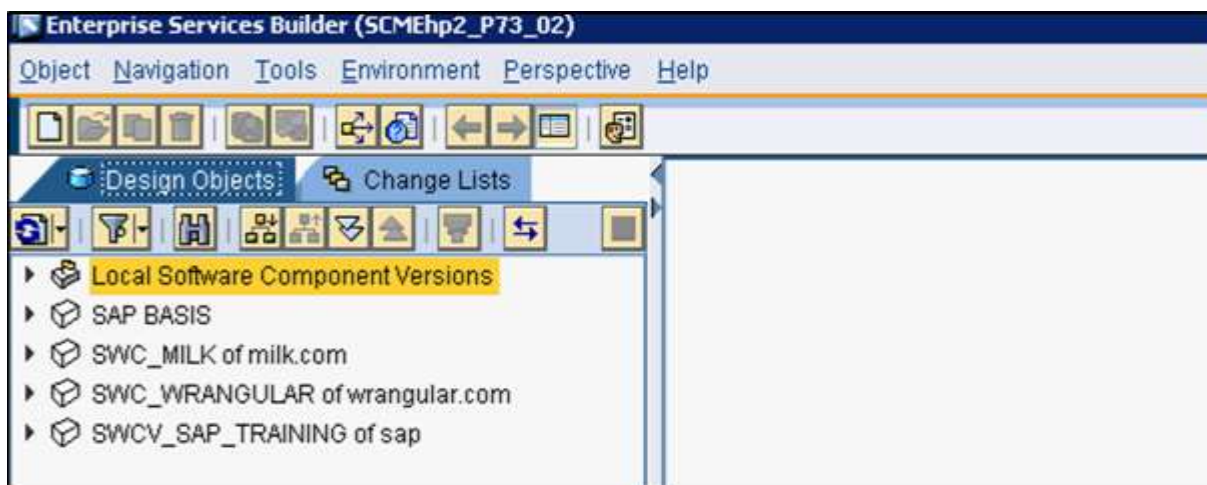 Enterprise Services Builder (SCMEhp2_P73_02)
Object Navigation Tools Environment Perspective Help
Design Objects Change Lists
Local Software Component Versions
SAP BASIS
SWC_MILK of milk.com
SWC_WRANGULAR of wrangular.com
SWCV_SAP_TRAINING of sap